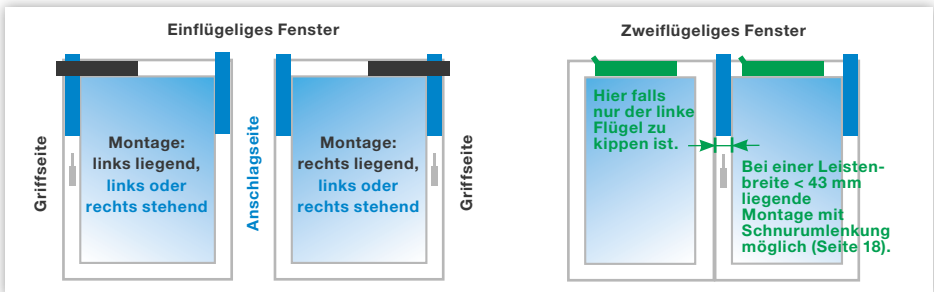 Einflügeliges Fenster
Griffseite
Montage:
links liegend,
links oder
rechts stehend
Anschlagseite
Montage:
rechts liegend,
links oder
rechts stehend
Griffseite
Zweiflügeliges Fenster
Hier falls
nur der linke
Flügel zu
kippen ist.
Bei einer Leisten-
breite < 43 mm
liegende
Montage mit
Schnurumlenkung
möglich (Seite 18).